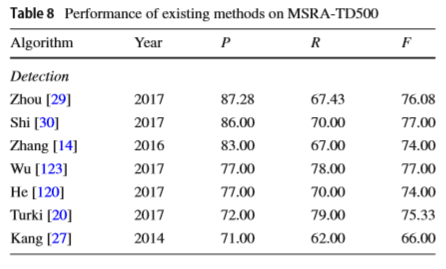 Table 8 Performance of existing methods on MSRA-TD500
Algorithm Year P R F
Detection
Zhou [29] 2017 87.28 67.43 76.08
Shi [30] 2017 86.00 70.00 77.00
Zhang [14] 2016 83.00 67.00 74.00
Wu [123] 2017 77.00 78.00 77.00
He [120] 2017 77.00 70.00 74.00
Turki [20] 2017 72.00 79.00 75.33
Kang [27] 2014 71.00 62.00 66.00